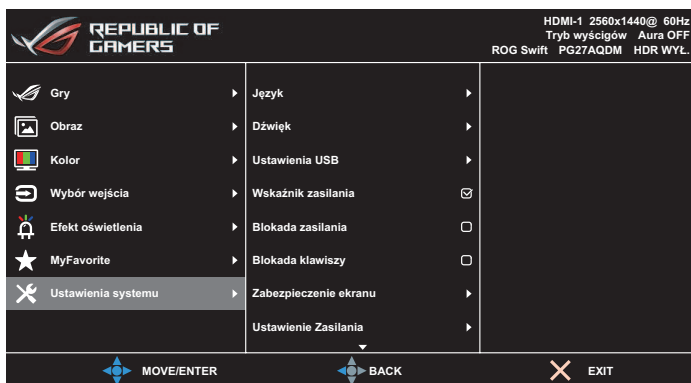 REPUBLIC OF
GAMERS
HDMI-1 2560x1440@ 60Hz
Tryb wyścigów Aura OFF
ROG Swift PG27AQDM HDR WYŁ.
Gry
Obraz
Kolor
Wybór wejścia
Efekt oświetlenia
MyFavorite
Ustawienia systemu
Język
Dźwięk
Ustawienia USB
Wskaźnik zasilania
Blokada zasilania
Blokada klawiszy
Zabezpieczenie ekranu
Ustawienie Zasilania
MOVE/ENTER
BACK
EXIT